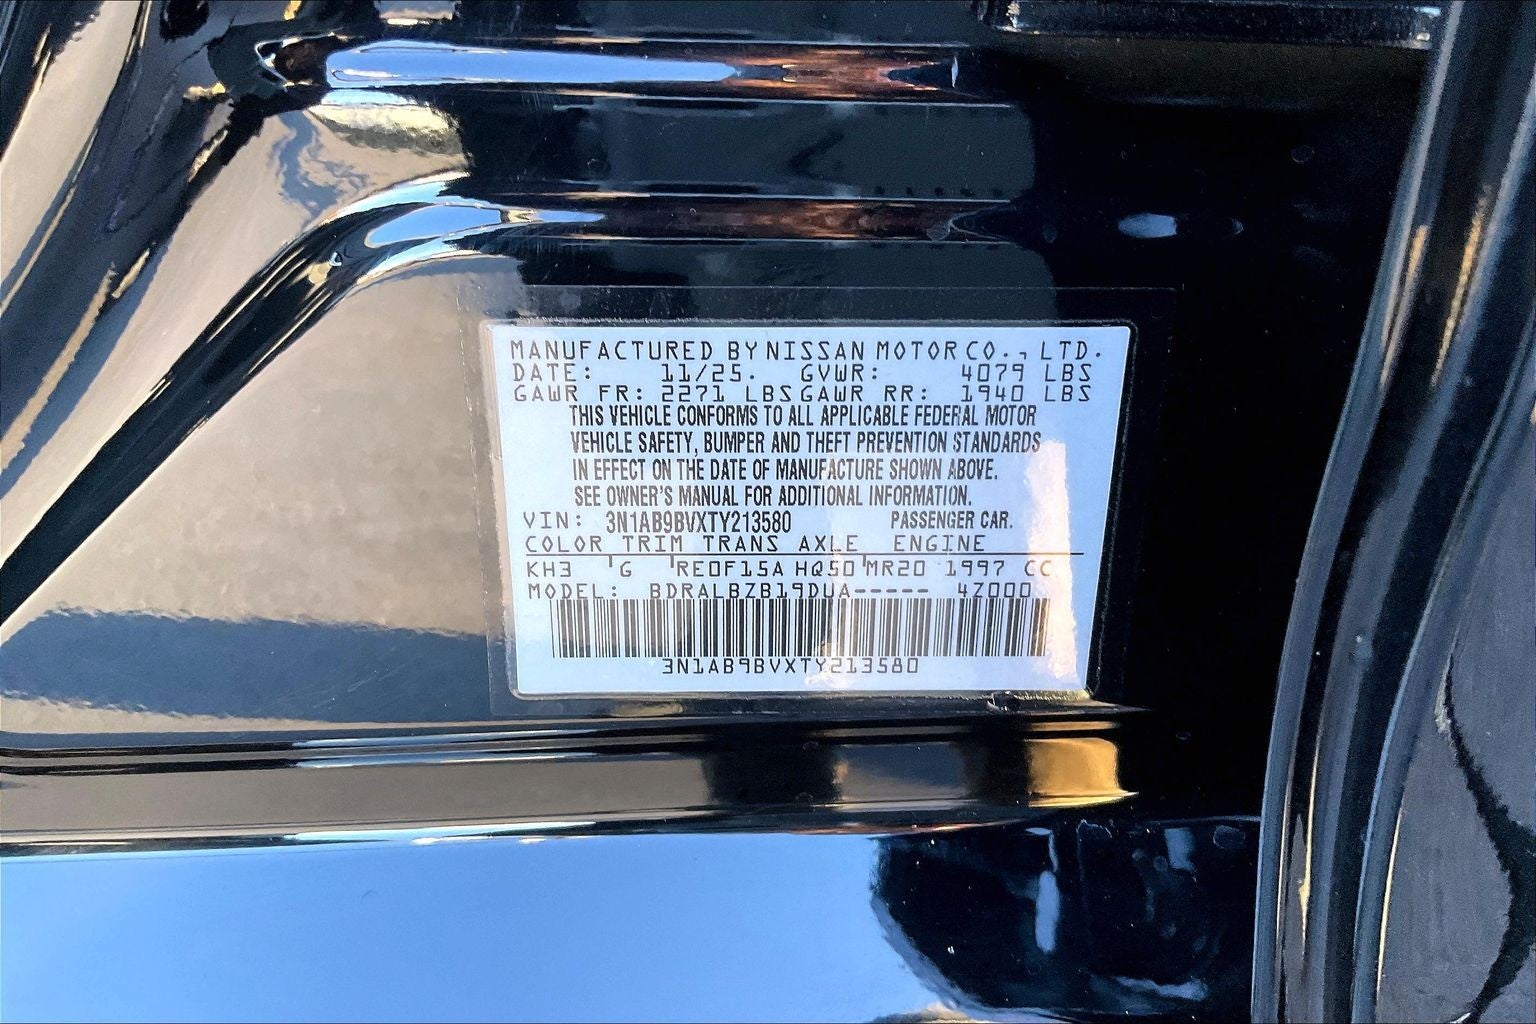 MANUFACTURED BY NISSAN MOTOR CO., LTD.
DATE: 11/25. GVWR: 4079 LBS
GAWR FR: 2271 LBS GAWR RR: 1940 LBS
THIS VEHICLE CONFORMS TO ALL APPLICABLE FEDERAL MOTOR
VEHICLE SAFETY, BUMPER AND THEFT PREVENTION STANDARDS
IN EFFECT ON THE DATE OF MANUFACTURE SHOWN ABOVE.
SEE OWNER'S MANUAL FOR ADDITIONAL INFORMATION.
VIN: 3N1AB9BVXTY213580 PASSENGER CAR.
COLOR TRIM TRANS AXLE ENGINE
KH3 G RE0F15A HQ50 MR20 1997 CC
MODEL: BDRALBZB19DUA----- 4Z000
3N1AB9BVXTY213580